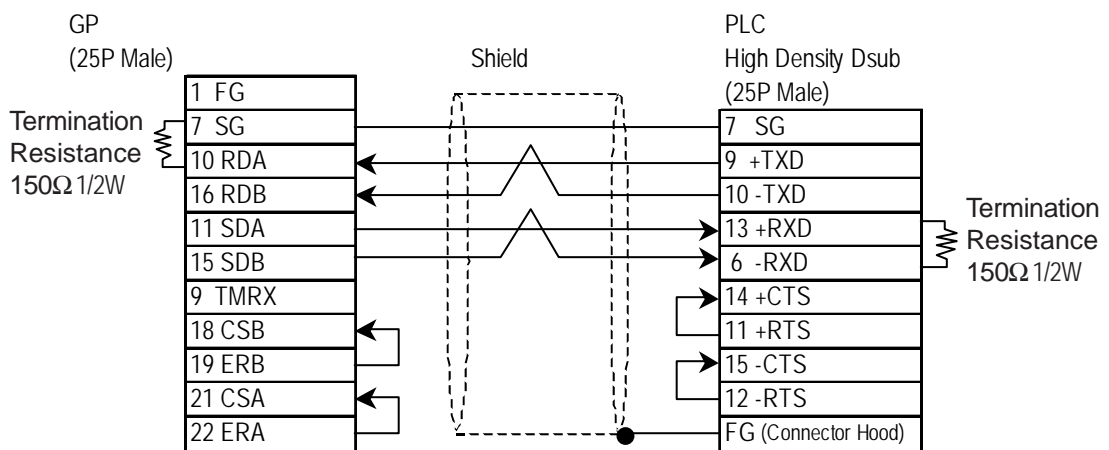 GP
(25P Male)
Shield
PLC
High Density Dsub
(25P Male)
Termination
Resistance
150Ω 1/2W
1 FG
7 SG
10 RDA
16 RDB
11 SDA
15 SDB
9 TMRX
18 CSB
19 ERB
21 CSA
22 ERA
7 SG
9 +TXD
10 -TXD
13 +RXD
6 -RXD
14 +CTS
11 +RTS
15 -CTS
12 -RTS
FG (Connector Hood)
Termination
Resistance
150Ω 1/2W